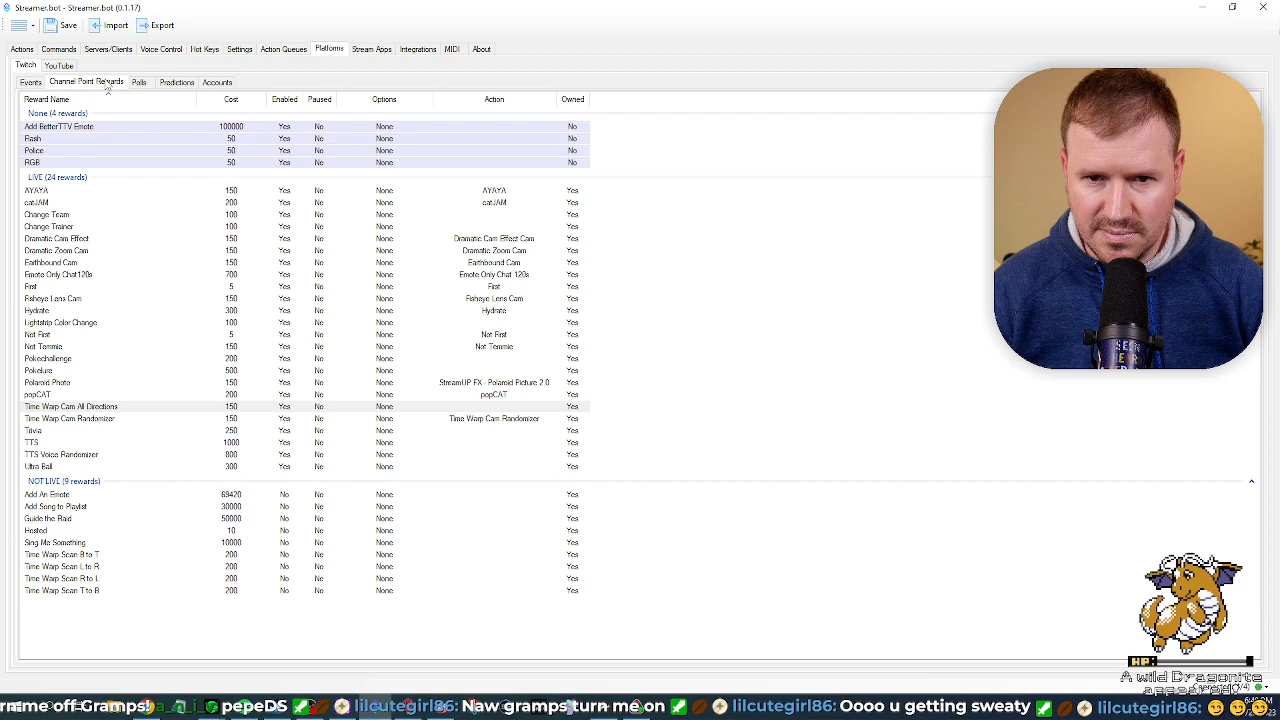 Streamer.bot - Streamer.bot (0.1.17)
Save Import Export
Actions Commands Servers/Clients Voice Control Hot Keys Settings Action Queues Platforms Stream Apps Integrations MIDI About
Twitch YouTube
Events Channel Point Rewards Polls Predictions Accounts
Reward Name Cost Enabled Paused Options Action Owned
None (4 rewards)
Add BetterTTV Emote 100000 Yes No None No
Flash 50 Yes No None No
Police 50 Yes No None No
RGB 50 Yes No None No
LIVE (24 rewards)
AYAYA 150 Yes No None AYAYA Yes
catJAM 200 Yes No None catJAM Yes
Change Team 100 Yes No None Yes
Change Trainer 100 Yes No None Yes
Dramatic Cam Effect 150 Yes No None Dramatic Cam Effect Cam Yes
Dramatic Zoom Cam 150 Yes No None Dramatic Zoom Cam Yes
Earthbound Cam 150 Yes No None Earthbound Cam Yes
Emote Only Chat120s 700 Yes No None Emote Only Chat 120s Yes
First 5 Yes No None First Yes
Fisheye Lens Cam 150 Yes No None Fisheye Lens Cam Yes
Hydrate 300 Yes No None Hydrate Yes
Lightstrip Color Change 100 Yes No None Yes
Not First 5 Yes No None Not First Yes
Not Temmie 150 Yes No None Not Temmie Yes
Pokechallenge 200 Yes No None Yes
Pokelure 500 Yes No None Yes
Polaroid Photo 150 Yes No None StreamUP FX - Polaroid Picture 2.0 Yes
popCAT 200 Yes No None popCAT Yes
Time Warp Cam All Directions 150 Yes No None Yes
Time Warp Cam Randomizer 150 Yes No None Time Warp Cam Randomizer Yes
Trivia 250 Yes No None Yes
TTS 1000 Yes No None Yes
TTS Voice Randomizer 800 Yes No None Yes
Ultra Ball 300 Yes No None Yes
NOT LIVE (9 rewards)
Add An Emote 69420 No No None Yes
Add Song to Playlist 30000 No No None Yes
Guide the Raid 50000 No No None Yes
Hosted 10 No No None Yes
Sing Me Something 10000 No No None Yes
Time Warp Scan B to T 200 No No None Yes
Time Warp Scan L to R 200 No No None Yes
Time Warp Scan R to L 200 No No None Yes
Time Warp Scan T to B 200 No No None Yes
HP:
A wild Dragonite
appeared!
off Gramps pepeDS lilcutegirl86: Naw gramps turn me on lilcutegirl86: Oooo u getting sweaty lilcutegirl86: